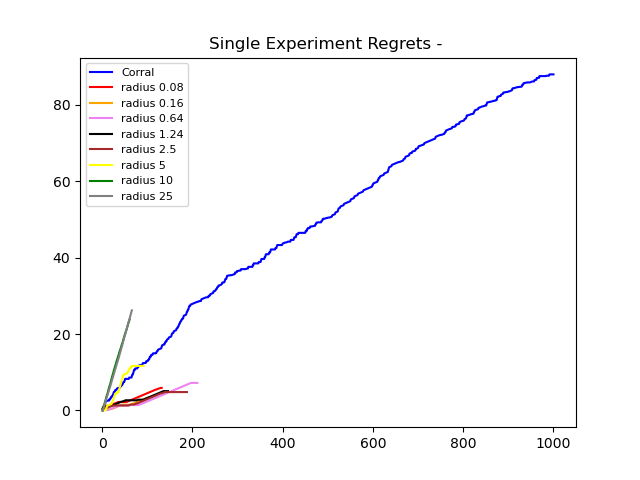 Single Experiment Regrets -
Corral
radius 0.08
radius 0.16
radius 0.64
radius 1.24
radius 2.5
radius 5
radius 10
radius 25
80
60
40
20
0
0 200 400 600 800 1000